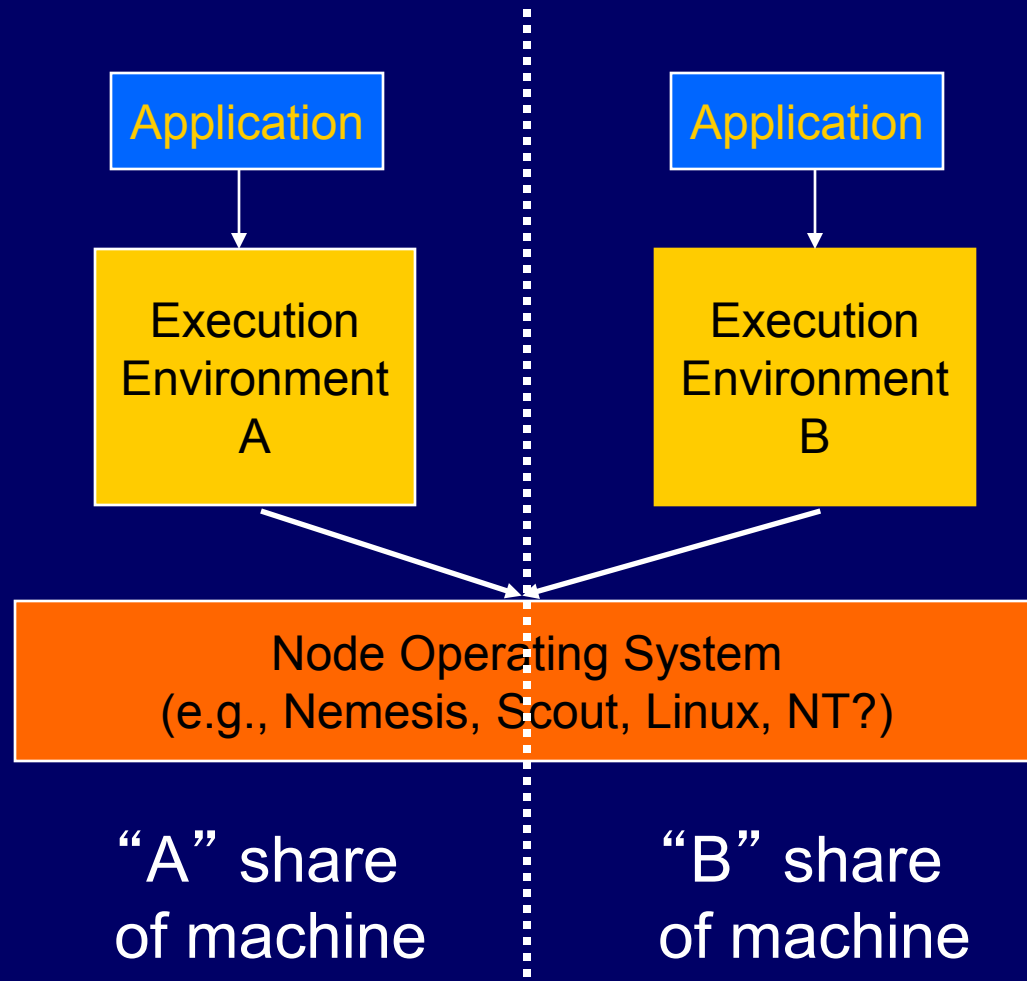 Application
Application
Execution
Environment
A
Execution
Environment
B
Node Operating System
(e.g., Nemesis, Scout, Linux, NT?)
“A” share
of machine
“B” share
of machine